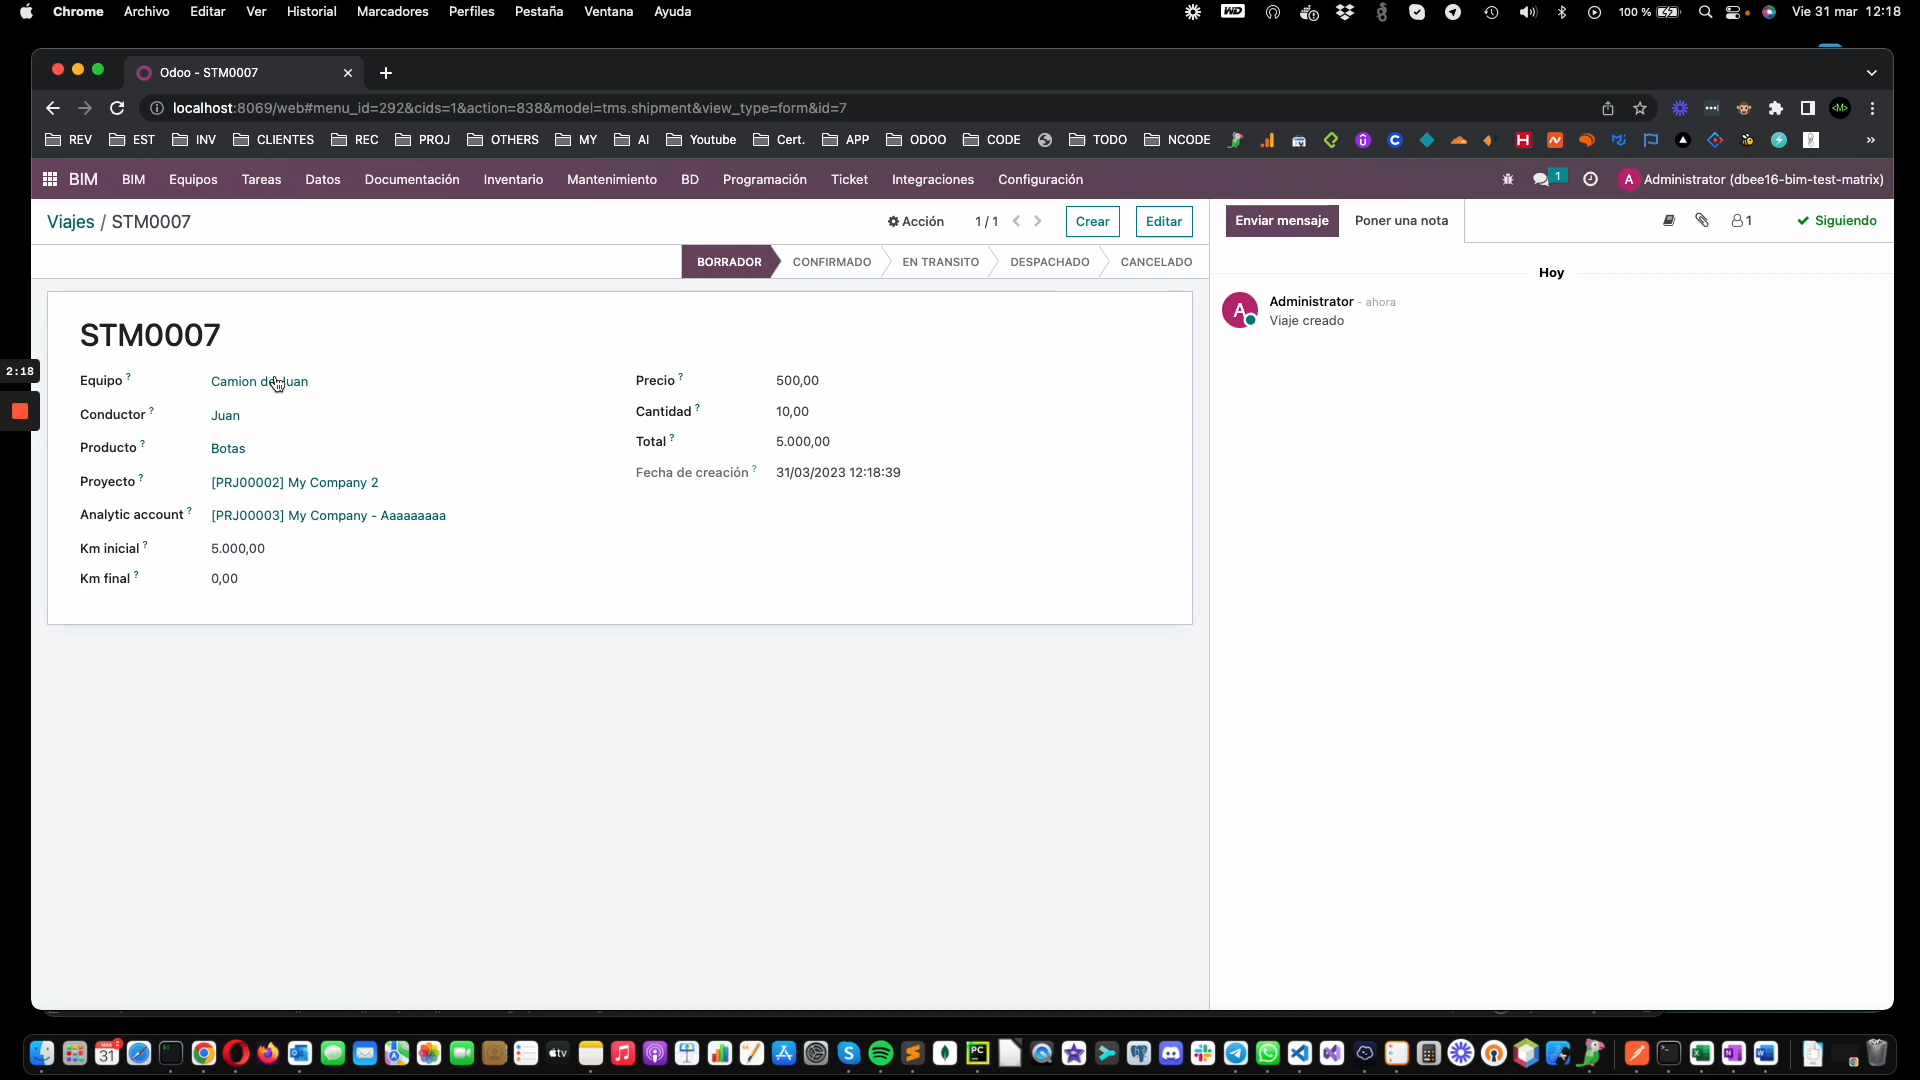 Chrome Archivo Editar Ver Historial Marcadores Perfiles Pestaña Ventana Ayuda WD 100 % Vie 31 mar 12:18
Odoo - STM0007
localhost:8069/web#menu_id=292&cids=1&action=838&model=tms.shipment&view_type=form&id=7
REV EST INV CLIENTES REC PROJ OTHERS MY AI Youtube Cert. APP ODOO CODE TODO NCODE
BIM BIM Equipos Tareas Datos Documentación Inventario Mantenimiento BD Programación Ticket Integraciones Configuración 1 A Administrator (dbee16-bim-test-matrix)
Viajes / STM0007 Acción 1 / 1 Crear Editar
Enviar mensaje Poner una nota 1 Siguiendo
BORRADOR CONFIRMADO EN TRANSITO DESPACHADO CANCELADO
Hoy
A Administrator - ahora
Viaje creado
STM0007
2:18
Equipo ? Camion de Juan
Conductor ? Juan
Producto ? Botas
Proyecto ? [PRJ00002] My Company 2
Analytic account ? [PRJ00003] My Company - Aaaaaaaaa
Km inicial ? 5.000,00
Km final ? 0,00
Precio ? 500,00
Cantidad ? 10,00
Total ? 5.000,00
Fecha de creación ? 31/03/2023 12:18:39
31 2 tv PC